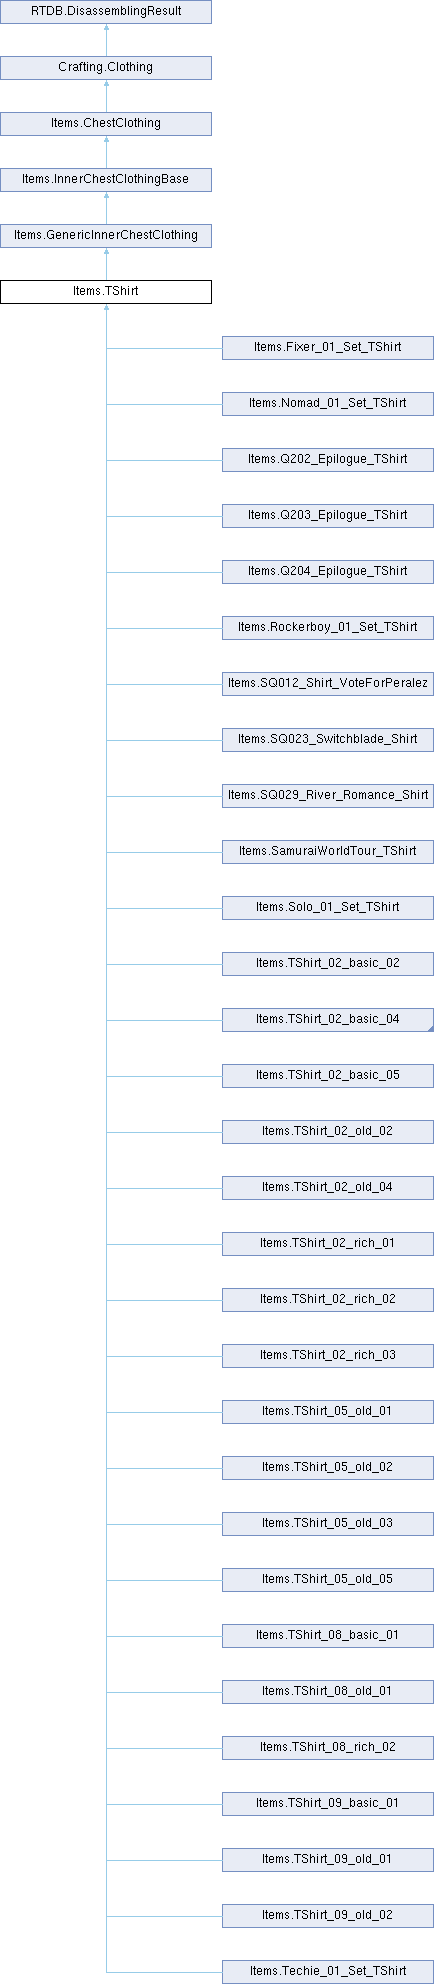 RTDB.DisassemblingResult
Crafting.Clothing
Items.ChestClothing
Items.InnerChestClothingBase
Items.GenericInnerChestClothing
Items.TShirt
Items.Fixer_01_Set_TShirt
Items.Nomad_01_Set_TShirt
Items.Q202_Epilogue_TShirt
Items.Q203_Epilogue_TShirt
Items.Q204_Epilogue_TShirt
Items.Rockerboy_01_Set_TShirt
Items.SQ012_Shirt_VoteForPeralez
Items.SQ023_Switchblade_Shirt
Items.SQ029_River_Romance_Shirt
Items.SamuraiWorldTour_TShirt
Items.Solo_01_Set_TShirt
Items.TShirt_02_basic_02
Items.TShirt_02_basic_04
Items.TShirt_02_basic_05
Items.TShirt_02_old_02
Items.TShirt_02_old_04
Items.TShirt_02_rich_01
Items.TShirt_02_rich_02
Items.TShirt_02_rich_03
Items.TShirt_05_old_01
Items.TShirt_05_old_02
Items.TShirt_05_old_03
Items.TShirt_05_old_05
Items.TShirt_08_basic_01
Items.TShirt_08_old_01
Items.TShirt_08_rich_02
Items.TShirt_09_basic_01
Items.TShirt_09_old_01
Items.TShirt_09_old_02
Items.Techie_01_Set_TShirt